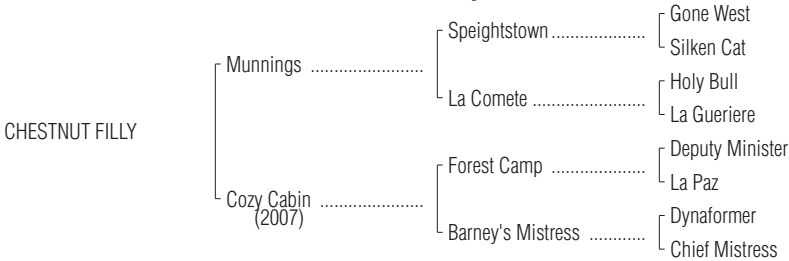 Gone West
Speightstown ....................
Silken Cat
Munnings ........................
Holy Bull
La Comete ........................
La Gueriere
CHESTNUT FILLY
Deputy Minister
Forest Camp ....................
La Paz
Cozy Cabin ......................
(2007)
Dynaformer
Barney's Mistress ............
Chief Mistress